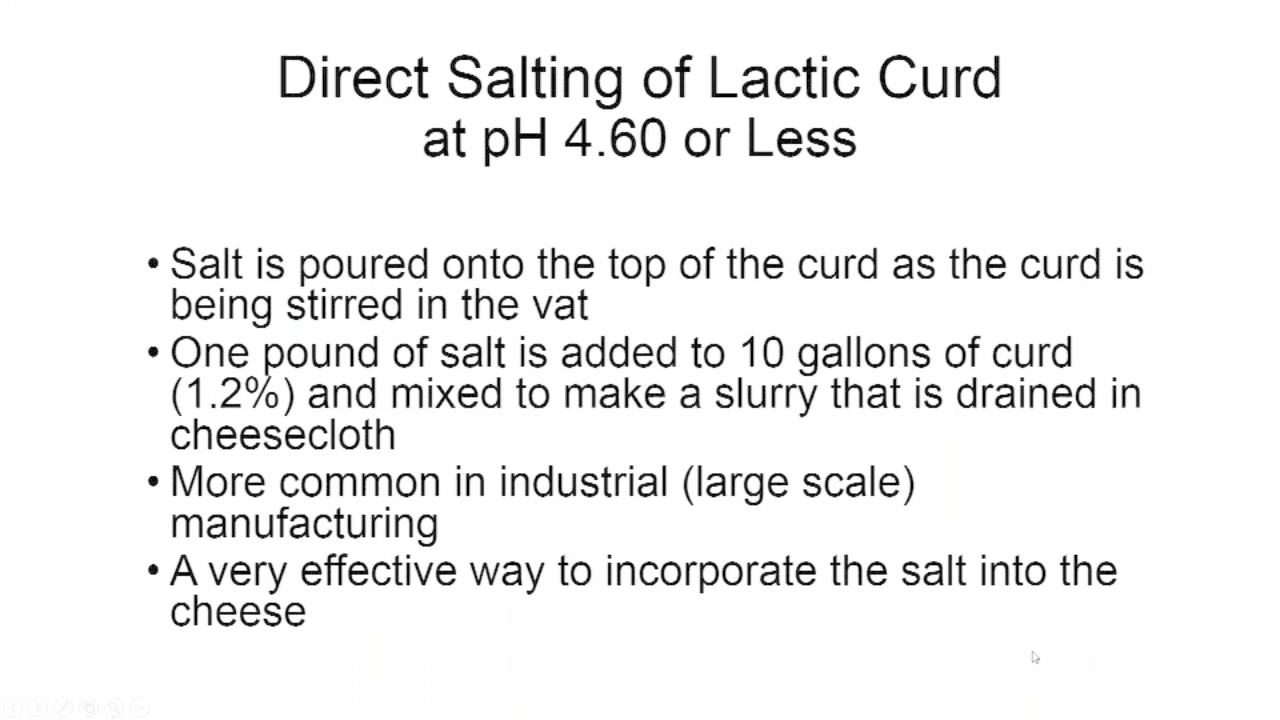 Direct Salting of Lactic Curd
at pH 4.60 or Less
• Salt is poured onto the top of the curd as the curd is
being stirred in the vat
• One pound of salt is added to 10 gallons of curd
(1.2%) and mixed to make a slurry that is drained in
cheesecloth
• More common in industrial (large scale)
manufacturing
• A very effective way to incorporate the salt into the
cheese